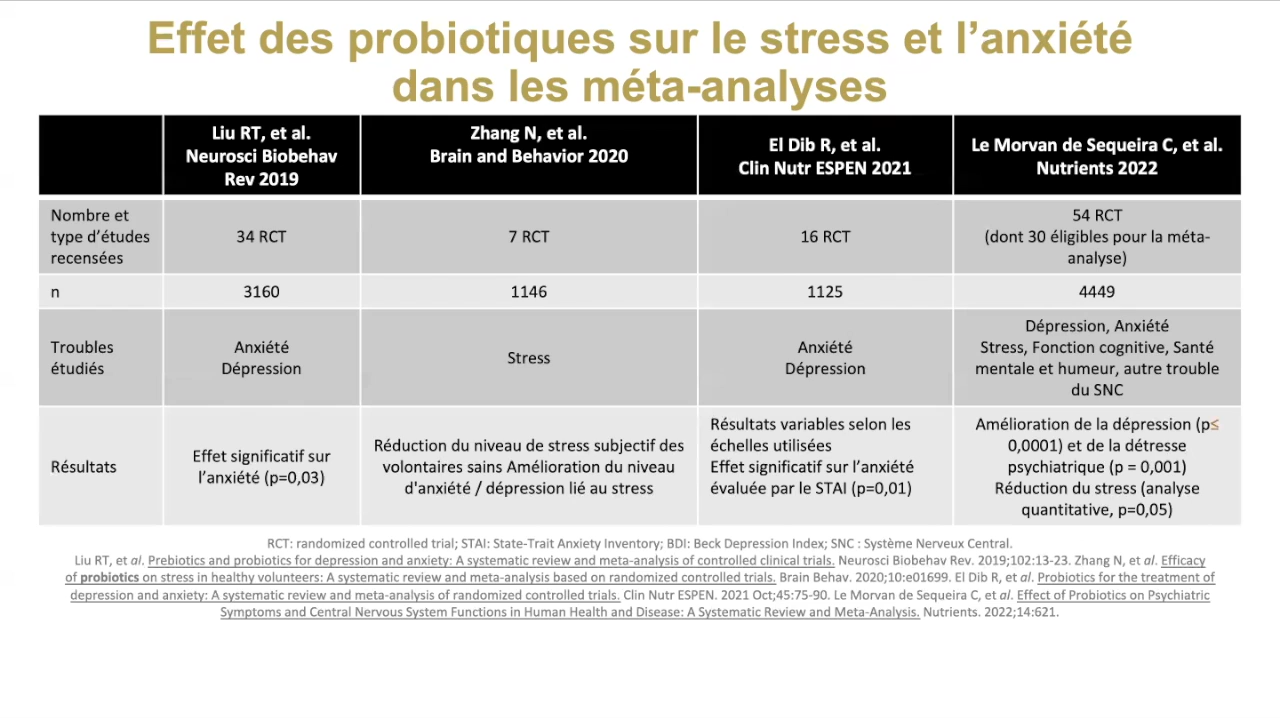 Effet des probiotiques sur le stress et l'anxiété
dans les méta-analyses
Liu RT, et al.
Neurosci Biobehav
Rev 2019
Zhang N, et al.
Brain and Behavior 2020
El Dib R, et al.
Clin Nutr ESPEN 2021
Le Morvan de Sequeira C, et al.
Nutrients 2022
Nombre et
type d'études
recensées
34 RCT
7 RCT
16 RCT
54 RCT
(dont 30 éligibles pour la méta-
analyse)
n
3160
1146
1125
4449
Troubles
étudiés
Anxiété
Dépression
Stress
Anxiété
Dépression
Dépression, Anxiété
Stress, Fonction cognitive, Santé
mentale et humeur, autre trouble
du SNC
Résultats
Effet significatif sur
l'anxiété (p=0,03)
Réduction du niveau de stress subjectif des
volontaires sains Amélioration du niveau
d'anxiété / dépression lié au stress
Résultats variables selon les
échelles utilisées
Effet significatif sur l'anxiété
évaluée par le STAI (p=0,01)
Amélioration de la dépression (p≤
0,0001) et de la détresse
psychiatrique (p = 0,001)
Réduction du stress (analyse
quantitative, p=0,05)
RCT: randomized controlled trial; STAI: State-Trait Anxiety Inventory; BDI: Beck Depression Index; SNC : Système Nerveux Central.
Liu RT, et al. Prebiotics and probiotics for depression and anxiety: A systematic review and meta-analysis of controlled clinical trials. Neurosci Biobehav Rev. 2019;102:13-23. Zhang N, et al. Efficacy
of probiotics on stress in healthy volunteers: A systematic review and meta-analysis based on randomized controlled trials. Brain Behav. 2020;10:e01699. El Dib R, et al. Probiotics for the treatment of
depression and anxiety: A systematic review and meta-analysis of randomized controlled trials. Clin Nutr ESPEN. 2021 Oct;45:75-90. Le Morvan de Sequeira C, et al. Effect of Probiotics on Psychiatric
Symptoms and Central Nervous System Functions in Human Health and Disease: A Systematic Review and Meta-Analysis. Nutrients. 2022;14:621.